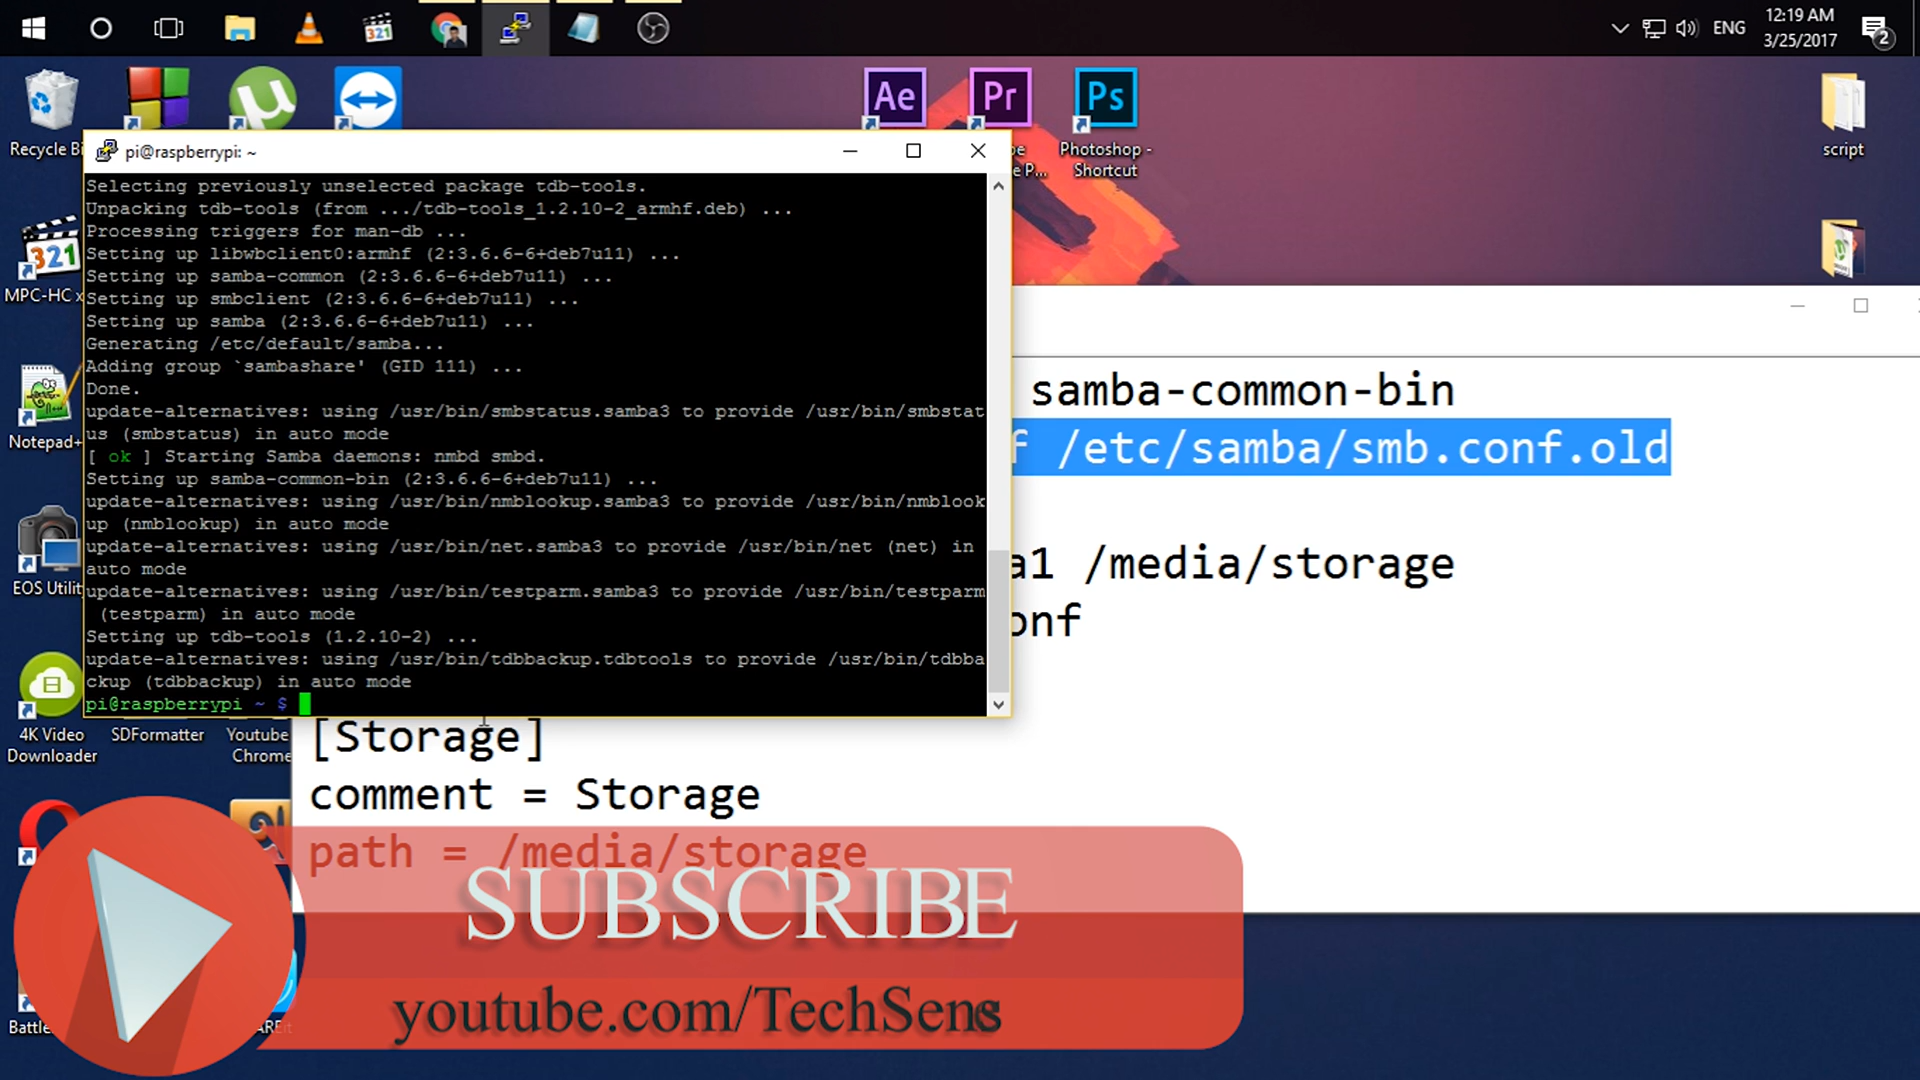 321
ENG
12:19 AM
3/25/2017
2
Ae
Pr
Ps
Recycle Bi
Photoshop -
Shortcut
script
be
e P...
pi@raspberrypi: ~
Selecting previously unselected package tdb-tools.
Unpacking tdb-tools (from .../tdb-tools_1.2.10-2_armhf.deb) ...
Processing triggers for man-db ...
Setting up libwbclient0:armhf (2:3.6.6-6+deb7u11) ...
Setting up samba-common (2:3.6.6-6+deb7u11) ...
Setting up smbclient (2:3.6.6-6+deb7u11) ...
Setting up samba (2:3.6.6-6+deb7u11) ...
Generating /etc/default/samba...
Adding group `sambashare' (GID 111) ...
Done.
update-alternatives: using /usr/bin/smbstatus.samba3 to provide /usr/bin/smbstat
us (smbstatus) in auto mode
[ ok ] Starting Samba daemons: nmbd smbd.
Setting up samba-common-bin (2:3.6.6-6+deb7u11) ...
update-alternatives: using /usr/bin/nmblookup.samba3 to provide /usr/bin/nmblook
up (nmblookup) in auto mode
update-alternatives: using /usr/bin/net.samba3 to provide /usr/bin/net (net) in
auto mode
update-alternatives: using /usr/bin/testparm.samba3 to provide /usr/bin/testparm
(testparm) in auto mode
Setting up tdb-tools (1.2.10-2) ...
update-alternatives: using /usr/bin/tdbbackup.tdbtools to provide /usr/bin/tdbba
ckup (tdbbackup) in auto mode
pi@raspberrypi ~ $
321
MPC-HC x
Notepad+
EOS Utilit
4K Video
Downloader
SDFormatter
Youtube
Chrome
Battle
AREit
samba-common-bin
f /etc/samba/smb.conf.old
a1 /media/storage
onf
[Storage]
comment = Storage
path = /media/storage
SUBSCRIBE
youtube.com/TechSens